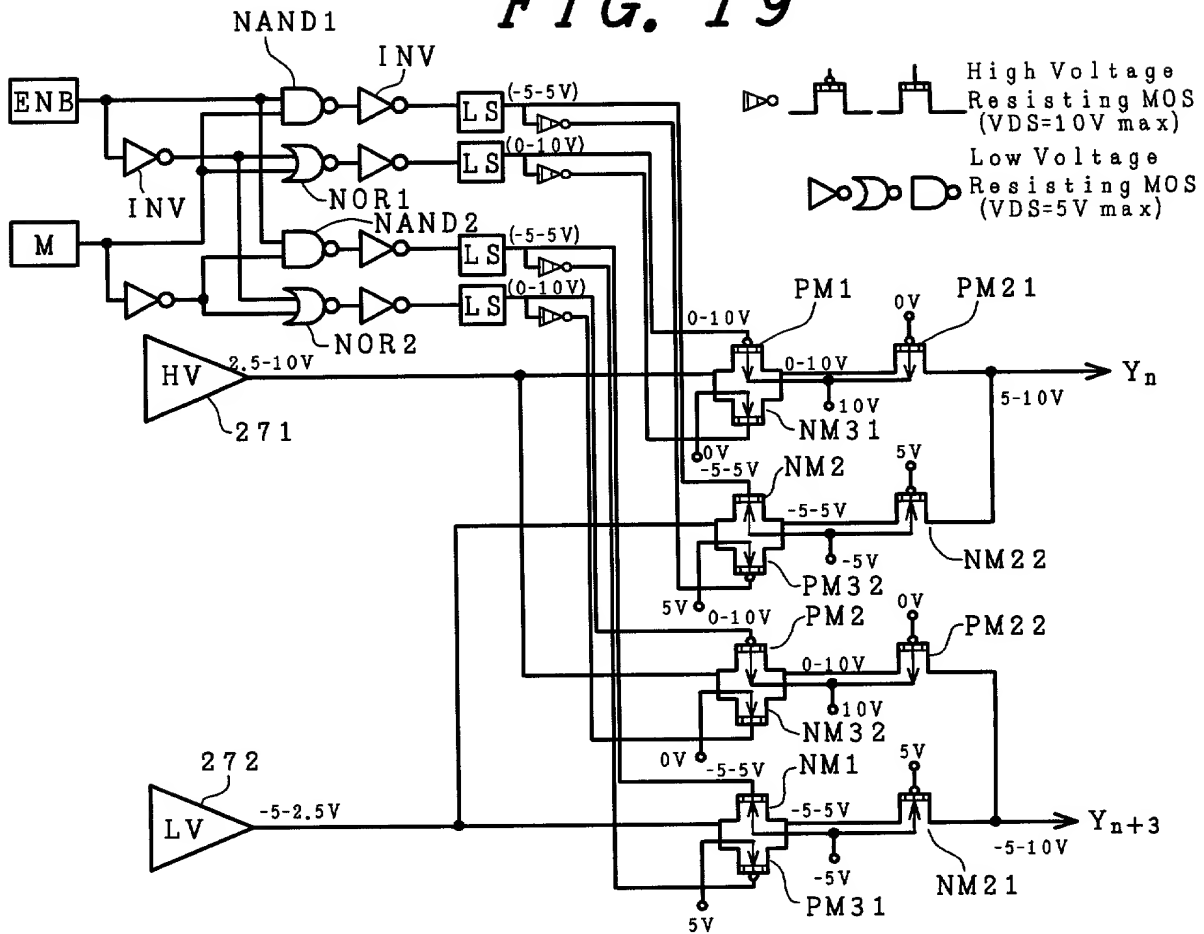 FIG. 19
NAND1
INV
ENB
LS
(-5-5V)
High Voltage
Resisting MOS
(VDS=10V max)
LS
(0-10V)
Low Voltage
Resisting MOS
(VDS=5V max)
INV
NOR1
NAND2
M
LS
(-5-5V)
LS
(0-10V)
NOR2
PM1
0V
PM21
0-10V
HV
2.5-10V
0-10V
Yn
271
10V
5-10V
NM31
0V
-5-5V
NM2
5V
-5-5V
-5V
NM22
PM32
5V
0-10V
PM2
0V
PM22
0-10V
10V
NM32
0V
-5-5V
NM1
5V
272
LV
-5-2.5V
-5-5V
Yn+3
-5-10V
-5V
NM21
PM31
5V